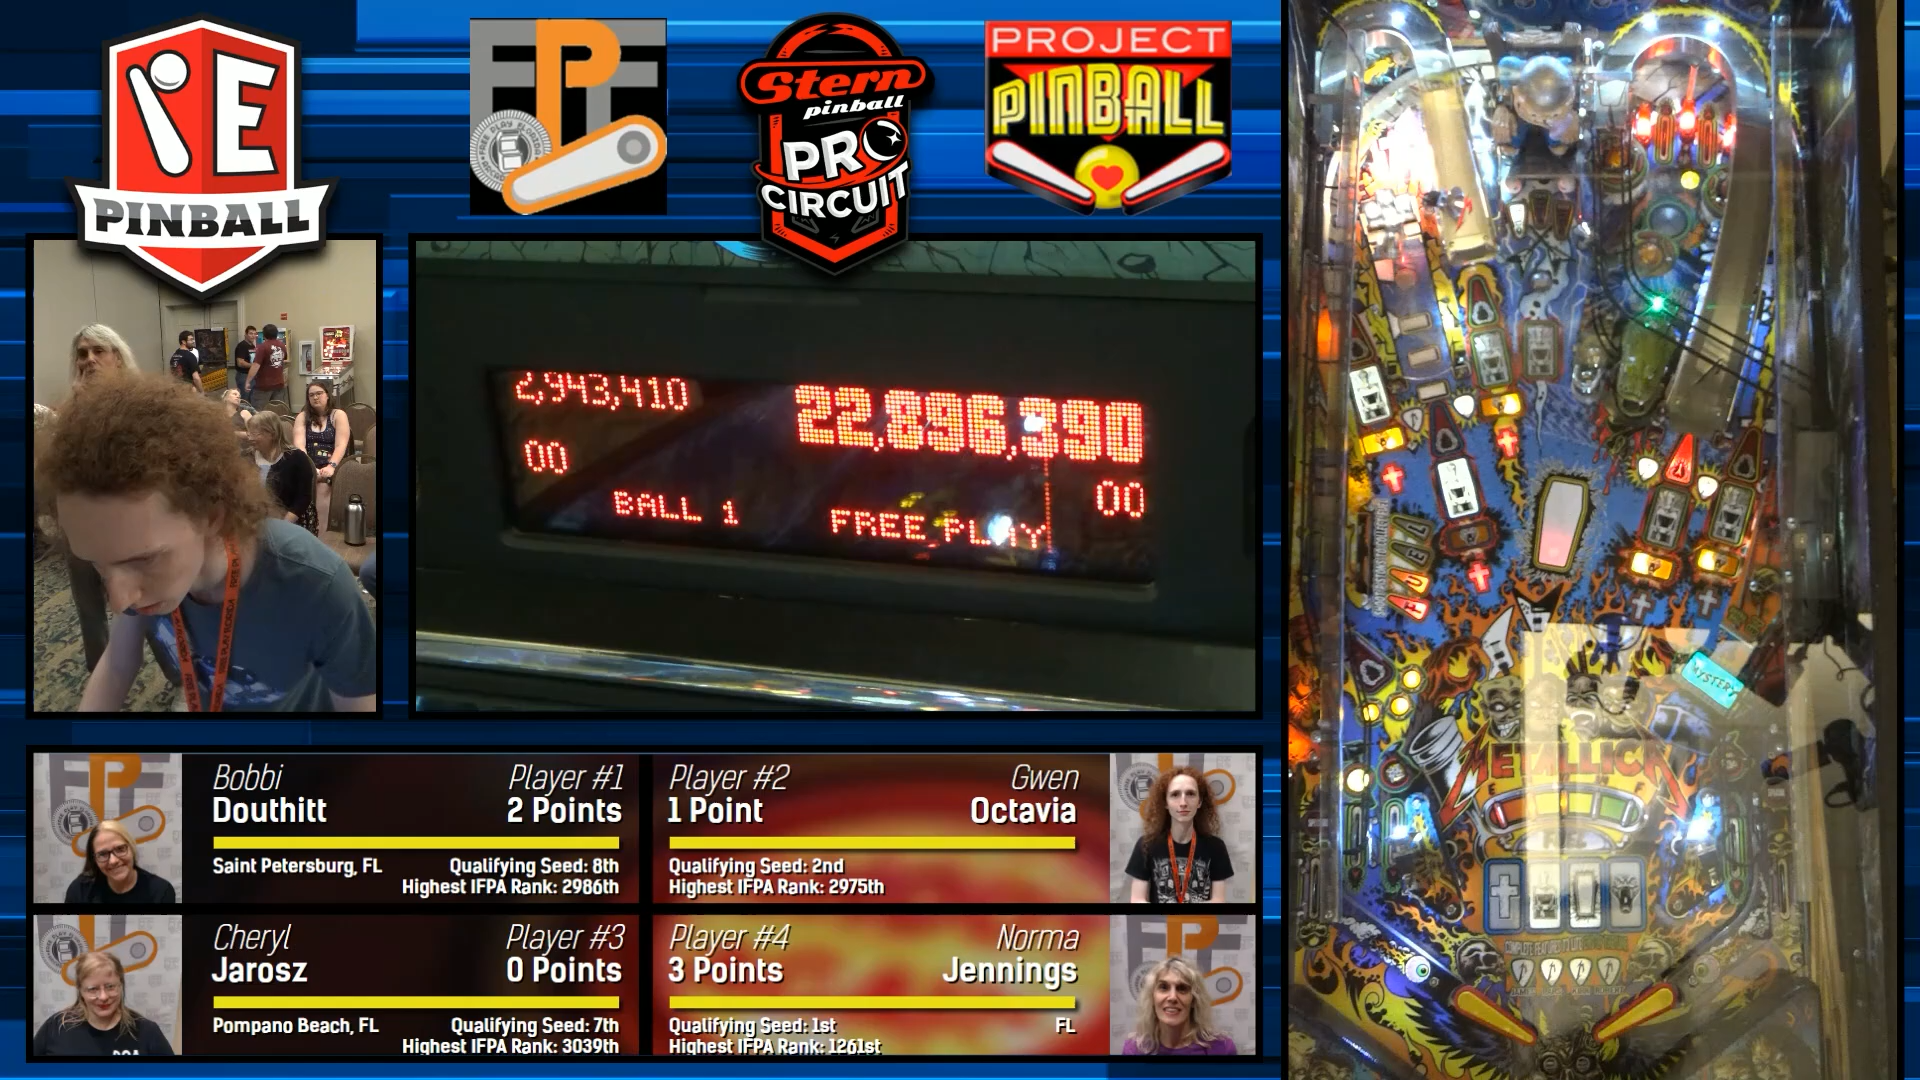 E
PINBALL
FPF
Stern
pinball
PRO
CIRCUIT
PROJECT
PINBALL
2,943,410
22,896,390
00
00
BALL 1
FREE PLAY
Bobbi
Douthitt
Player #1
2 Points
Saint Petersburg, FL
Qualifying Seed: 8th
Highest IFPA Rank: 2986th
Player #2
1 Point
Gwen
Octavia
Qualifying Seed: 2nd
Highest IFPA Rank: 2975th
Cheryl
Jarosz
Player #3
0 Points
Pompano Beach, FL
Qualifying Seed: 7th
Highest IFPA Rank: 3039th
Player #4
3 Points
Norma
Jennings
Qualifying Seed: 1st
Highest IFPA Rank: 1261st
FL
MYSTERY
METALLICA